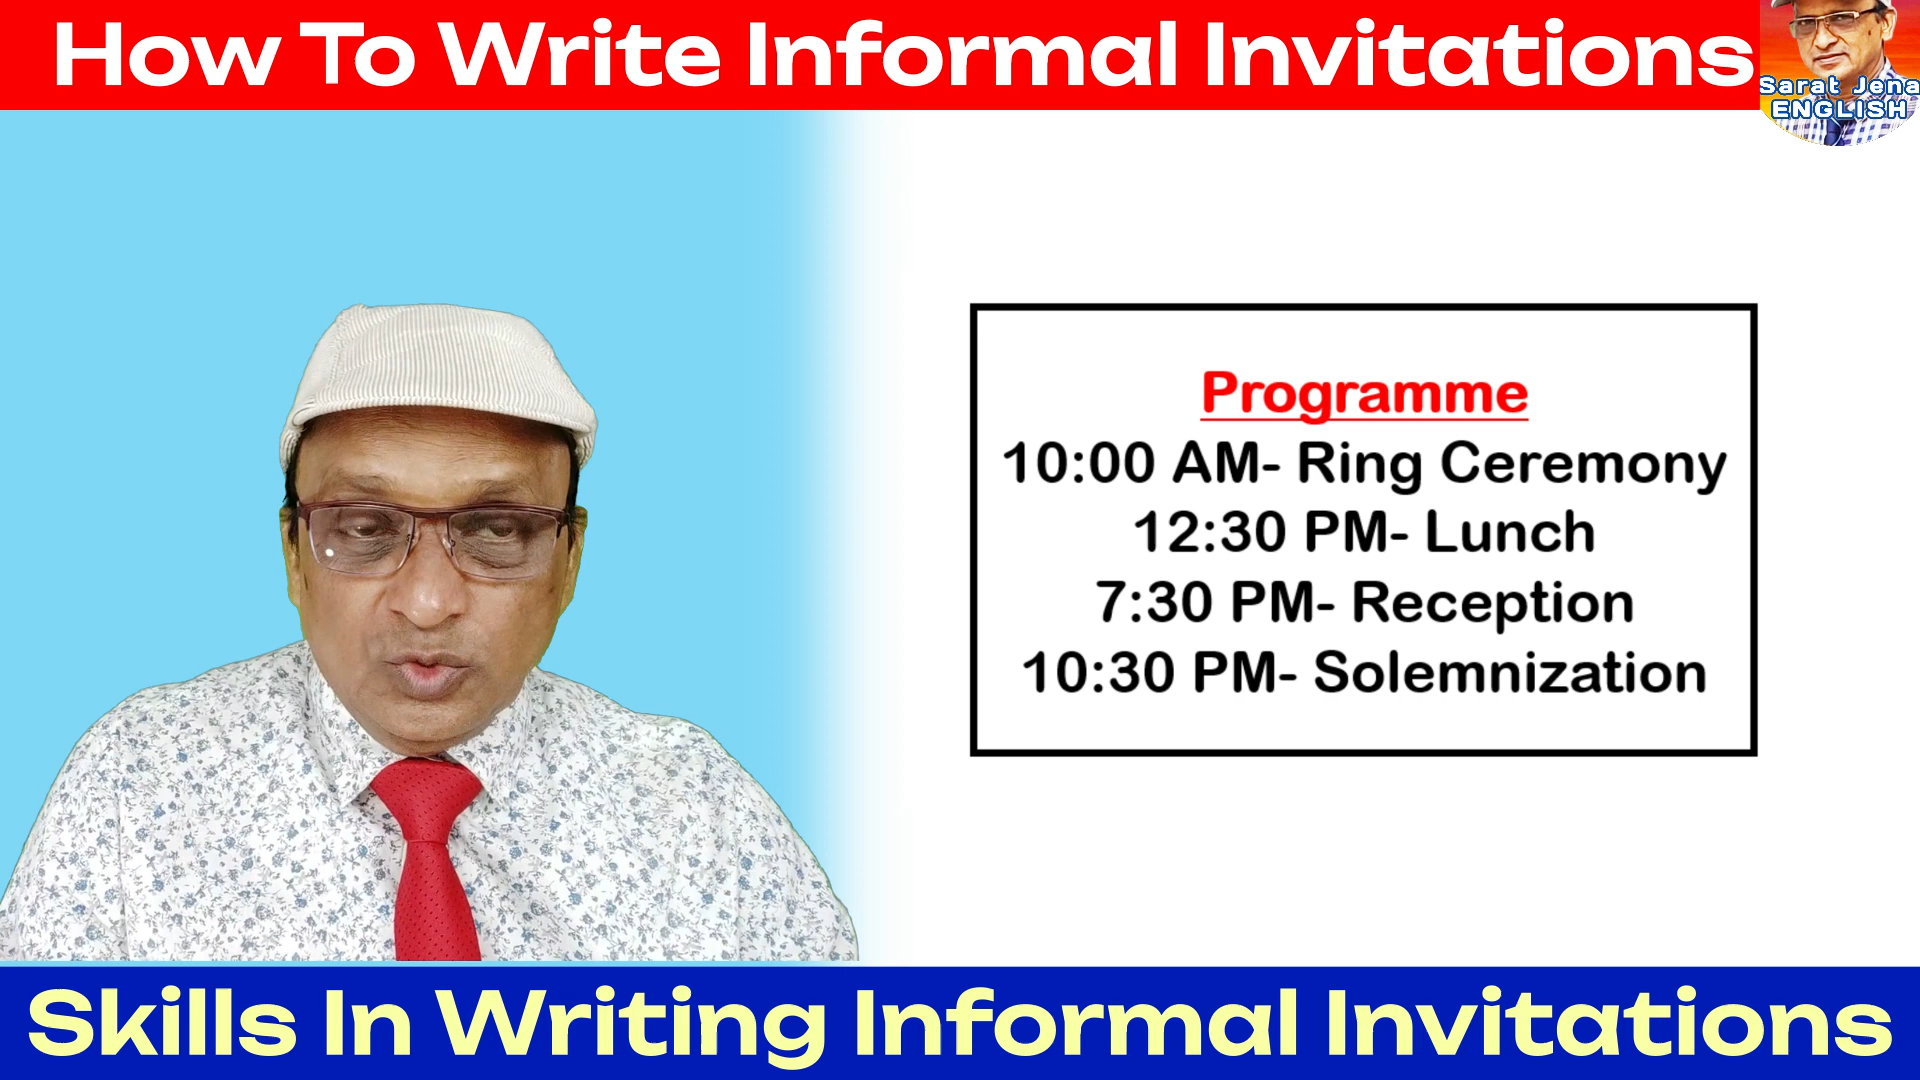 How To Write Informal Invitations
Sarat Jena
ENGLISH
Programme
10:00 AM- Ring Ceremony
12:30 PM- Lunch
7:30 PM- Reception
10:30 PM- Solemnization
Skills In Writing Informal Invitations